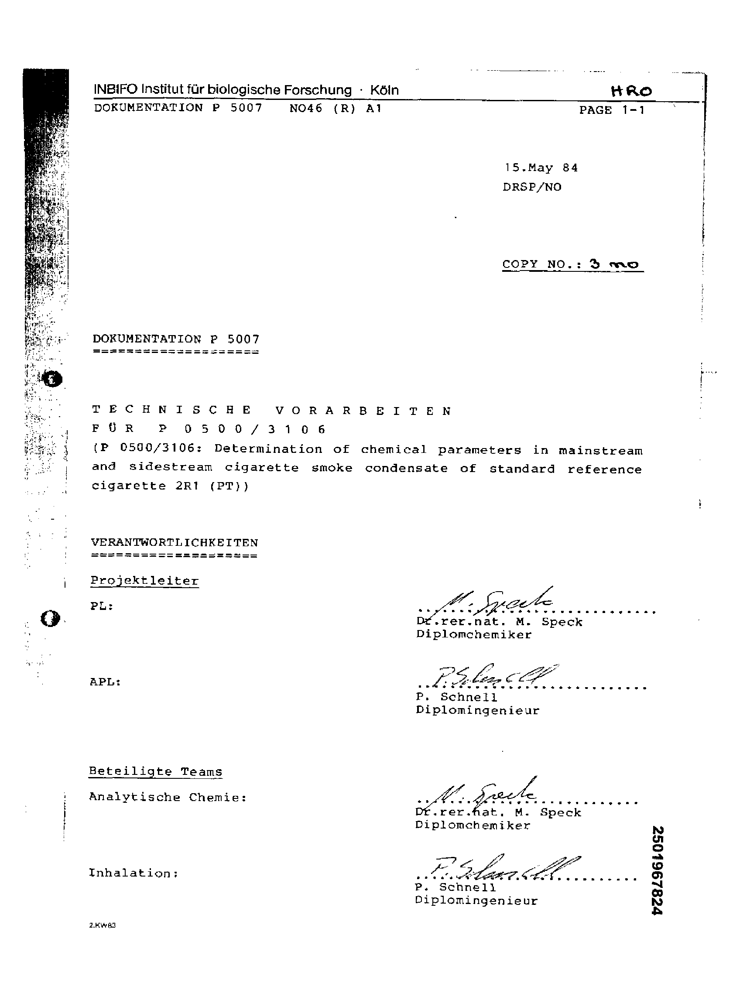 INBIFO Institut für biologische Forschung · Köln HRO
DOKUMENTATION P 5007 NO46 (R) A1 PAGE 1-1
15.May 84
DRSP/NO
COPY NO.: 3 mo
DOKUMENTATION P 5007
====================
T E C H N I S C H E V O R A R B E I T E N
F Ü R P 0 5 0 0 / 3 1 0 6
(P 0500/3106: Determination of chemical parameters in mainstream
and sidestream cigarette smoke condensate of standard reference
cigarette 2R1 (PT))
VERANTWORTLICHKEITEN
====================
Projektleiter
PL: M. Speck
Dr.rer.nat. M. Speck
Diplomchemiker
APL: P. Schnell
P. Schnell
Diplomingenieur
Beteiligte Teams
Analytische Chemie: M. Speck
Dr.rer.nat. M. Speck
Diplomchemiker
Inhalation: P. Schnell
P. Schnell
Diplomingenieur
2.KW83
2501967824